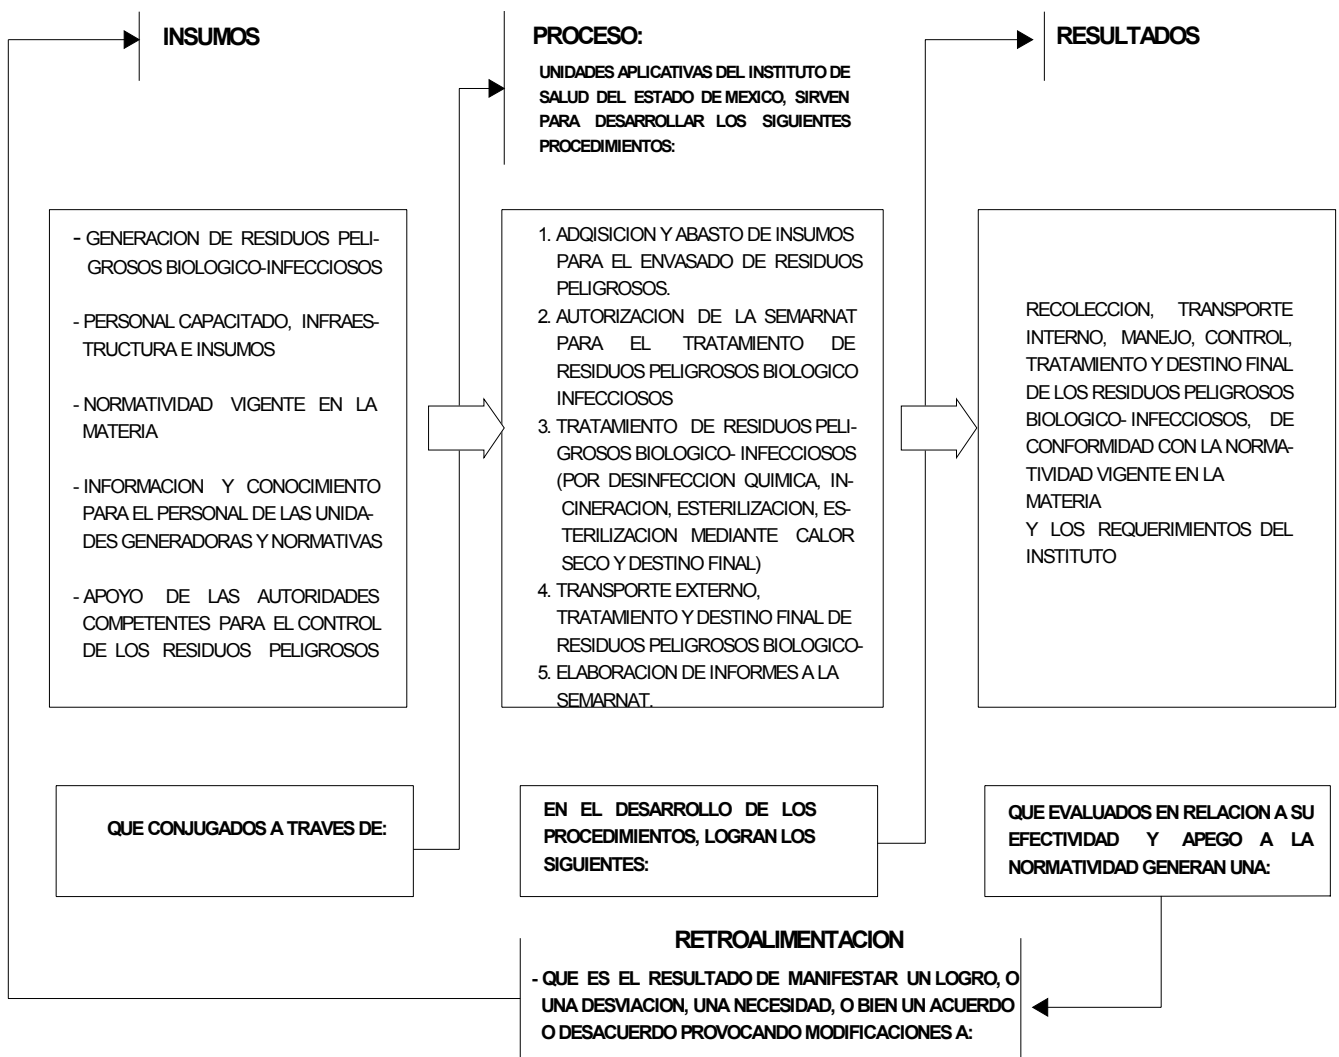 INSUMOS
PROCESO:
UNIDADES APLICATIVAS DEL INSTITUTO DE
SALUD DEL ESTADO DE MEXICO, SIRVEN
PARA DESARROLLAR LOS SIGUIENTES
PROCEDIMIENTOS:
RESULTADOS
- GENERACION DE RESIDUOS PELI-
GROSOS BIOLOGICO-INFECCIOSOS
- PERSONAL CAPACITADO, INFRAES-
TRUCTURA E INSUMOS
- NORMATIVIDAD VIGENTE EN LA
MATERIA
- INFORMACION Y CONOCIMIENTO
PARA EL PERSONAL DE LAS UNIDA-
DES GENERADORAS Y NORMATIVAS
- APOYO DE LAS AUTORIDADES
COMPETENTES PARA EL CONTROL
DE LOS RESIDUOS PELIGROSOS
1. ADQISICION Y ABASTO DE INSUMOS
PARA EL ENVASADO DE RESIDUOS
PELIGROSOS.
2. AUTORIZACION DE LA SEMARNAT
PARA EL TRATAMIENTO DE
RESIDUOS PELIGROSOS BIOLOGICO
INFECCIOSOS
3. TRATAMIENTO DE RESIDUOS PELI-
GROSOS BIOLOGICO- INFECCIOSOS
(POR DESINFECCION QUIMICA, IN-
CINERACION, ESTERILIZACION, ES-
TERILIZACION MEDIANTE CALOR
SECO Y DESTINO FINAL)
4. TRANSPORTE EXTERNO,
TRATAMIENTO Y DESTINO FINAL DE
RESIDUOS PELIGROSOS BIOLOGICO-
5. ELABORACION DE INFORMES A LA
SEMARNAT.
RECOLECCION, TRANSPORTE
INTERNO, MANEJO, CONTROL,
TRATAMIENTO Y DESTINO FINAL
DE LOS RESIDUOS PELIGROSOS
BIOLOGICO- INFECCIOSOS, DE
CONFORMIDAD CON LA NORMA-
TIVIDAD VIGENTE EN LA
MATERIA
Y LOS REQUERIMIENTOS DEL
INSTITUTO
QUE CONJUGADOS A TRAVES DE:
EN EL DESARROLLO DE LOS
PROCEDIMIENTOS, LOGRAN LOS
SIGUIENTES:
QUE EVALUADOS EN RELACION A SU
EFECTIVIDAD Y APEGO A LA
NORMATIVIDAD GENERAN UNA:
RETROALIMENTACION
- QUE ES EL RESULTADO DE MANIFESTAR UN LOGRO, O
UNA DESVIACION, UNA NECESIDAD, O BIEN UN ACUERDO
O DESACUERDO PROVOCANDO MODIFICACIONES A: